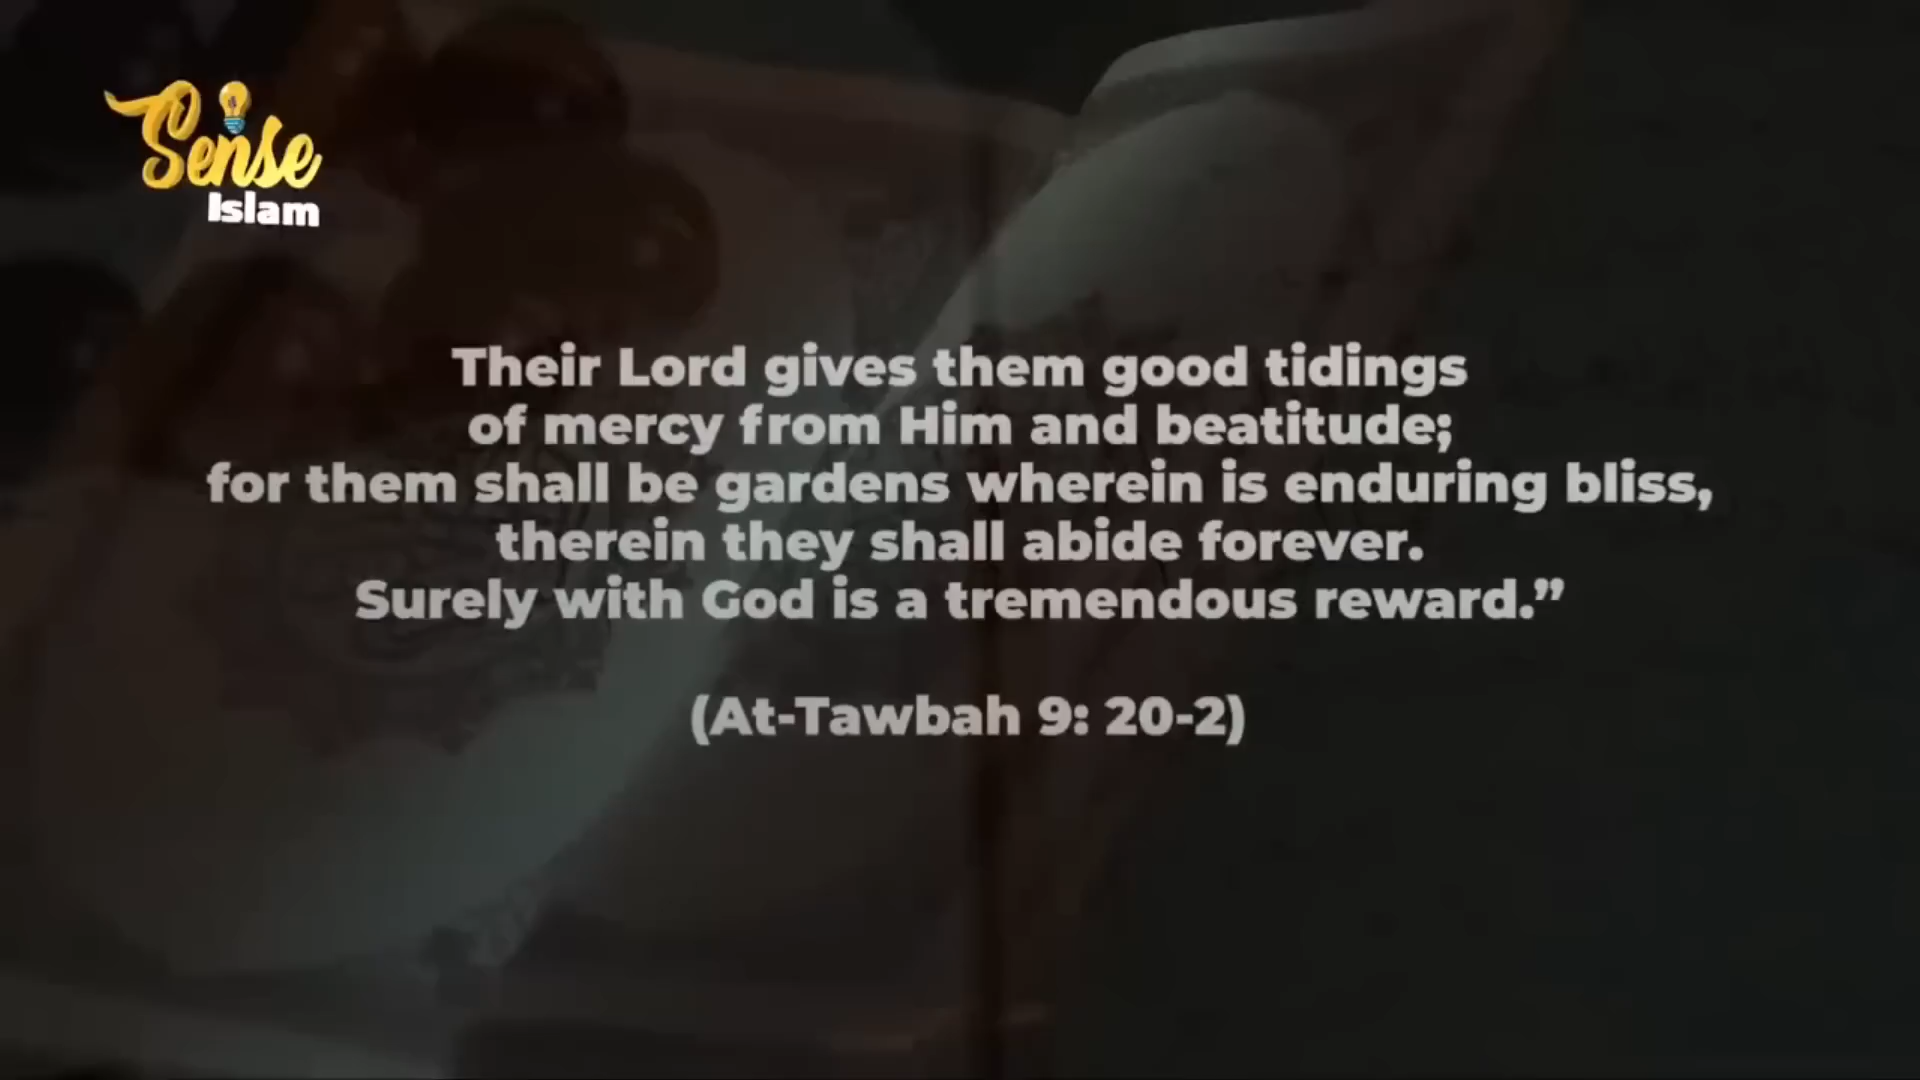 Sense
Islam
Their Lord gives them good tidings
of mercy from Him and beatitude;
for them shall be gardens wherein is enduring bliss,
therein they shall abide forever.
Surely with God is a tremendous reward.”
(At-Tawbah 9: 20-2)